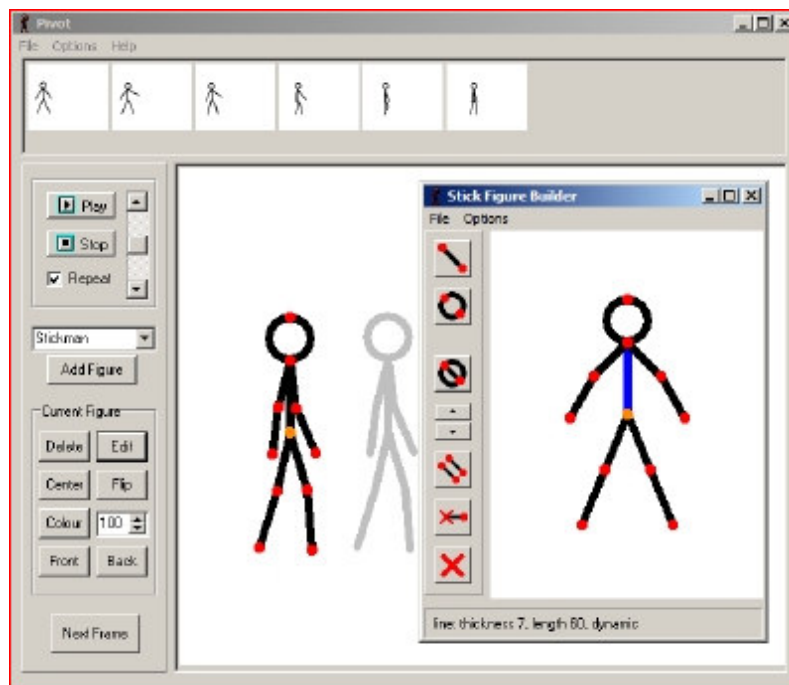 Pivot
File Options Help
Play
Stop
Repeat
Stickman
Add Figure
Current Figure
Delete Edit
Center Flip
Colour 100
Front Back
Next Frame
Stick Figure Builder
File Options
line: thickness 7, length 60, dynamic